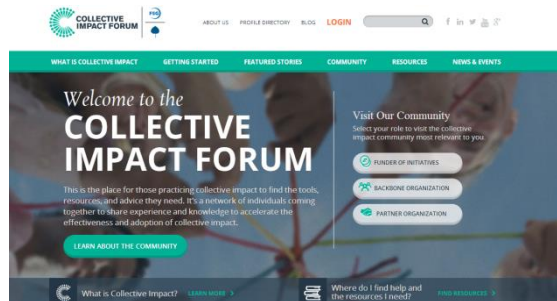 COLLECTIVE
IMPACT FORUM
FSG
ABOUT US PROFILE DIRECTORY BLOG LOGIN
WHAT IS COLLECTIVE IMPACT GETTING STARTED FEATURED STORIES COMMUNITY RESOURCES NEWS & EVENTS
Welcome to the
COLLECTIVE
IMPACT FORUM
This is the place for those practicing collective impact to find the tools,
resources, and advice they need. It's a network of individuals coming
together to share experience and knowledge to accelerate the
effectiveness and adoption of collective impact.
LEARN ABOUT THE COMMUNITY
Visit Our Community
Select your role to visit the collective
impact community most relevant to you.
FUNDER OF INITIATIVES
BACKBONE ORGANIZATION
PARTNER ORGANIZATION
What is Collective Impact? LEARN MORE >
Where do I find help and
the resources I need? FIND RESOURCES >